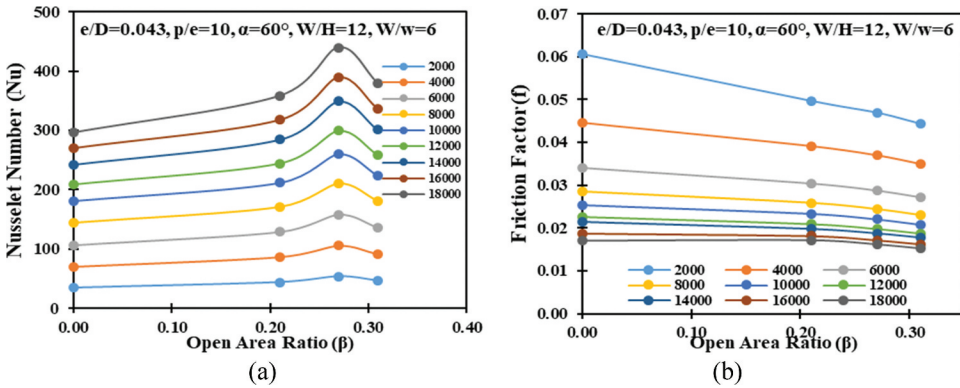 (a)
e/D=0.043, p/e=10, α=60°, W/H=12, W/w=6
Nusselet Number (Nu)
500
400
300
200
100
0
0.00 0.10 0.20 0.30 0.40
Open Area Ratio (β)
2000
4000
6000
8000
10000
12000
14000
16000
18000
(a)
(b)
e/D=0.043, p/e=10, α=60°, W/H=12, W/w=6
Friction Factor (f)
0.07
0.06
0.05
0.04
0.03
0.02
0.01
0.00
2000 4000 6000
8000 10000 12000
14000 16000 18000
0.00 0.10 0.20 0.30
Open Area Ratio (β)
(b)